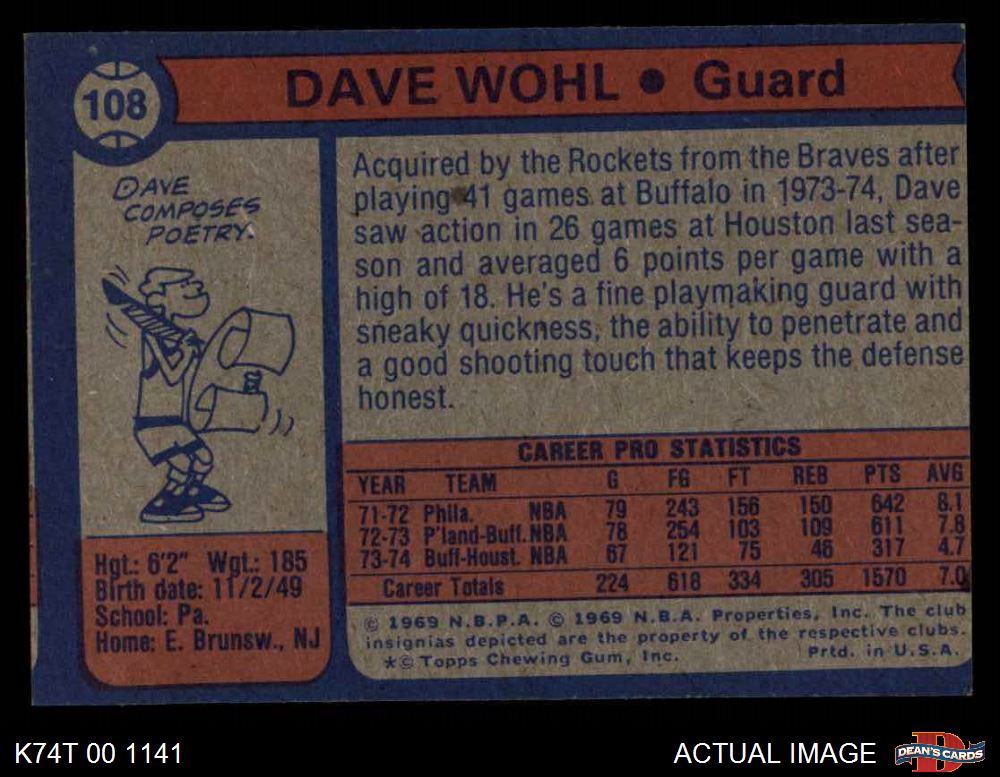 108
DAVE WOHL • Guard
DAVE
COMPOSES
POETRY.
Acquired by the Rockets from the Braves after
playing 41 games at Buffalo in 1973-74, Dave
saw action in 26 games at Houston last sea-
son and averaged 6 points per game with a
high of 18. He's a fine playmaking guard with
sneaky quickness, the ability to penetrate and
a good shooting touch that keeps the defense
honest.
CAREER PRO STATISTICS
YEAR TEAM G FG FT REB PTS AVG
71-72 Phila. NBA 79 243 156 150 642 8.1
72-73 P'land-Buff. NBA 78 254 103 109 611 7.8
73-74 Buff-Houst. NBA 67 121 75 46 317 4.7
Career Totals 224 618 334 305 1570 7.0
Hgt.: 6'2" Wgt.: 185
Birth date: 11/2/49
School: Pa.
Home: E. Brunsw., NJ
© 1969 N.B.P.A. © 1969 N.B.A. Properties, Inc. The club
insignias depicted are the property of the respective clubs.
*© Topps Chewing Gum, Inc. Prtd. in U.S.A.
K74T 00 1141
ACTUAL IMAGE
D
DEAN'S CARDS